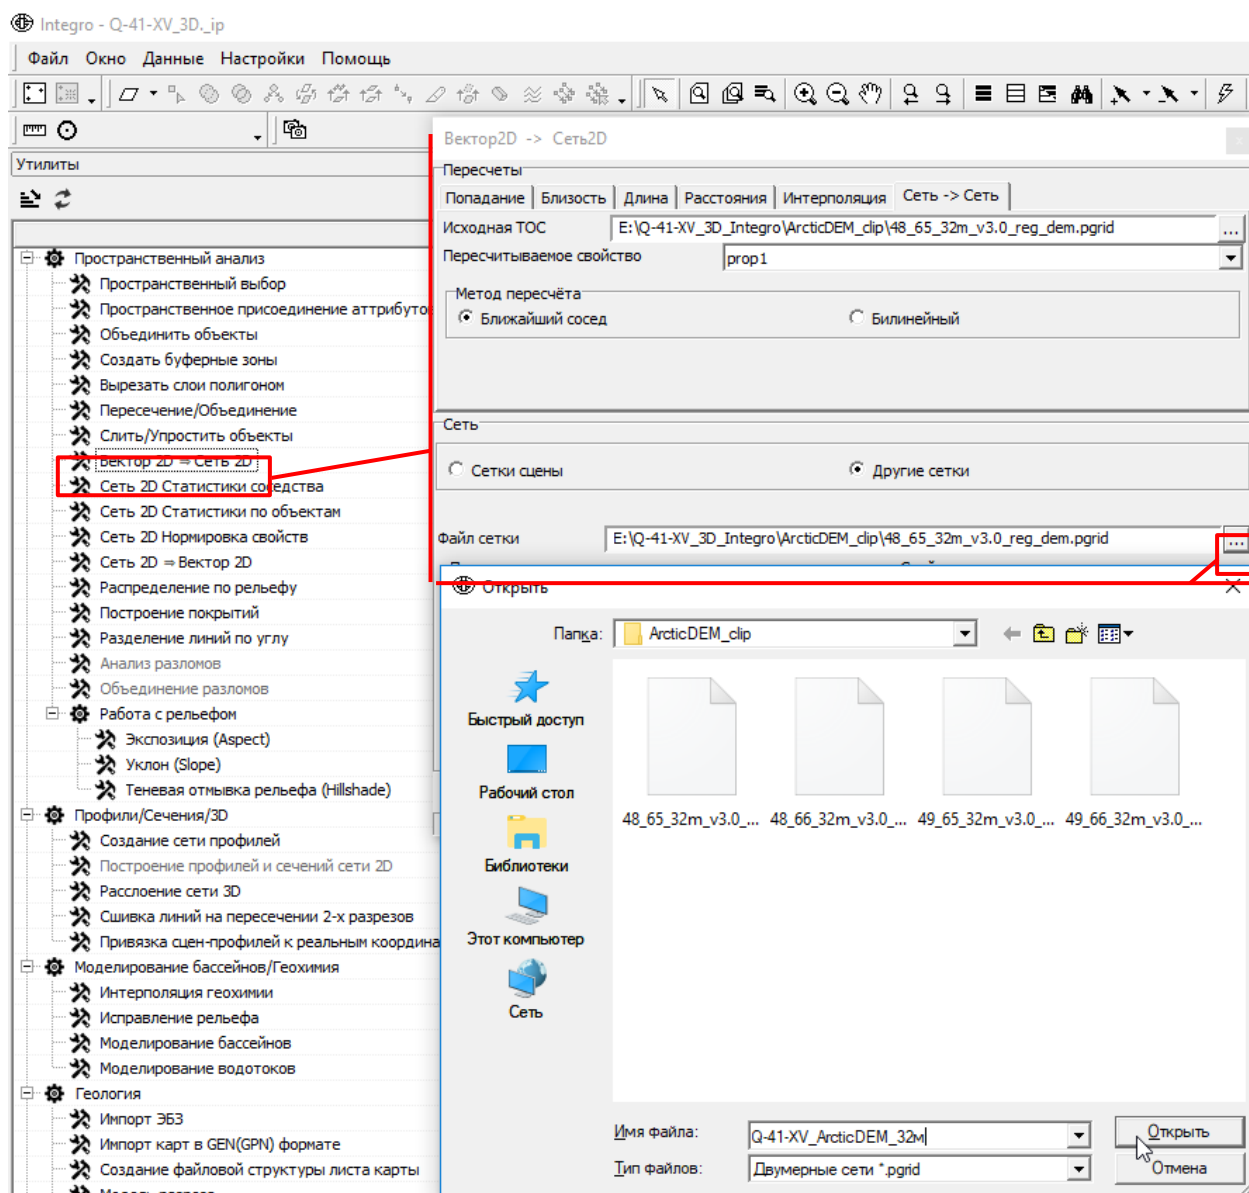 Integro - Q-41-XV_3D._ip
Файл Окно Данные Настройки Помощь
Утилиты
Пространственный анализ
Пространственный выбор
Пространственное присоединение аттрибуто
Объединить объекты
Создать буферные зоны
Вырезать слои полигоном
Пересечение/Объединение
Слить/Упростить объекты
Вектор 2D ⇒ Сеть 2D
Сеть 2D Статистики соседства
Сеть 2D Статистики по объектам
Сеть 2D Нормировка свойств
Сеть 2D ⇒ Вектор 2D
Распределение по рельефу
Построение покрытий
Разделение линий по углу
Анализ разломов
Объединение разломов
Работа с рельефом
Экспозиция (Aspect)
Уклон (Slope)
Теневая отмывка рельефа (Hillshade)
Профили/Сечения/3D
Создание сети профилей
Построение профилей и сечений сети 2D
Расслоение сети 3D
Сшивка линий на пересечении 2-х разрезов
Привязка сцен-профилей к реальным координа
Моделирование бассейнов/Геохимия
Интерполяция геохимии
Исправление рельефа
Моделирование бассейнов
Моделирование водотоков
Геология
Импорт ЭБЗ
Импорт карт в GEN(GPN) формате
Создание файловой структуры листа карты
Вектор2D -> Сеть2D
x
Пересчеты
Попадание Близость Длина Расстояния Интерполяция Сеть -> Сеть
Исходная ТОС E:\Q-41-XV_3D_Integro\ArcticDEM_clip\48_65_32m_v3.0_reg_dem.pgrid ...
Пересчитываемое свойство prop1
Метод пересчёта
Ближайший сосед Билинейный
Сеть
Сетки сцены Другие сетки
Файл сетки E:\Q-41-XV_3D_Integro\ArcticDEM_clip\48_65_32m_v3.0_reg_dem.pgrid ...
Открыть
Папка: ArcticDEM_clip
Быстрый доступ
Рабочий стол
Библиотеки
Этот компьютер
Сеть
48_65_32m_v3.0_... 48_66_32m_v3.0_... 49_65_32m_v3.0_... 49_66_32m_v3.0_...
Имя файла: Q-41-XV_ArcticDEM_32м Открыть
Тип файлов: Двумерные сети *.pgrid Отмена